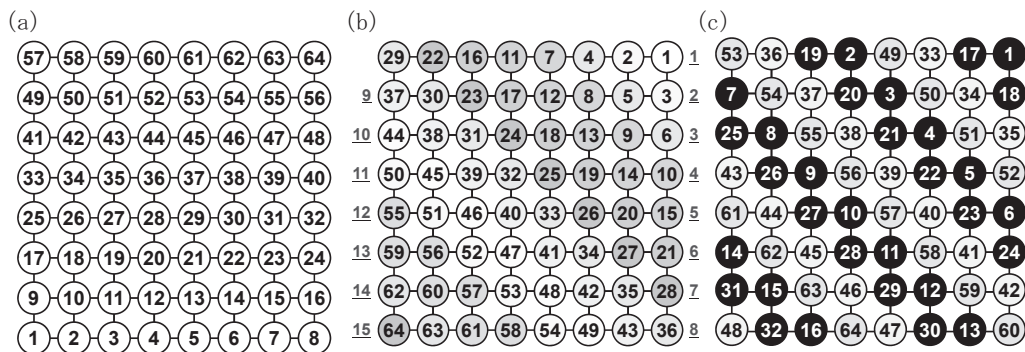 (a)
57 58 59 60 61 62 63 64
49 50 51 52 53 54 55 56
41 42 43 44 45 46 47 48
33 34 35 36 37 38 39 40
25 26 27 28 29 30 31 32
17 18 19 20 21 22 23 24
9 10 11 12 13 14 15 16
1 2 3 4 5 6 7 8
(b)
29 22 16 11 7 4 2 1 1
9 37 30 23 17 12 8 5 3 2
10 44 38 31 24 18 13 9 6 3
11 50 45 39 32 25 19 14 10 4
12 55 51 46 40 33 26 20 15 5
13 59 56 52 47 41 34 27 21 6
14 62 60 57 53 48 42 35 28 7
15 64 63 61 58 54 49 43 36 8
(c)
53 36 19 2 49 33 17 1
7 54 37 20 3 50 34 18
25 8 55 38 21 4 51 35
43 26 9 56 39 22 5 52
61 44 27 10 57 40 23 6
14 62 45 28 11 58 41 24
31 15 63 46 29 12 59 42
48 32 16 64 47 30 13 60